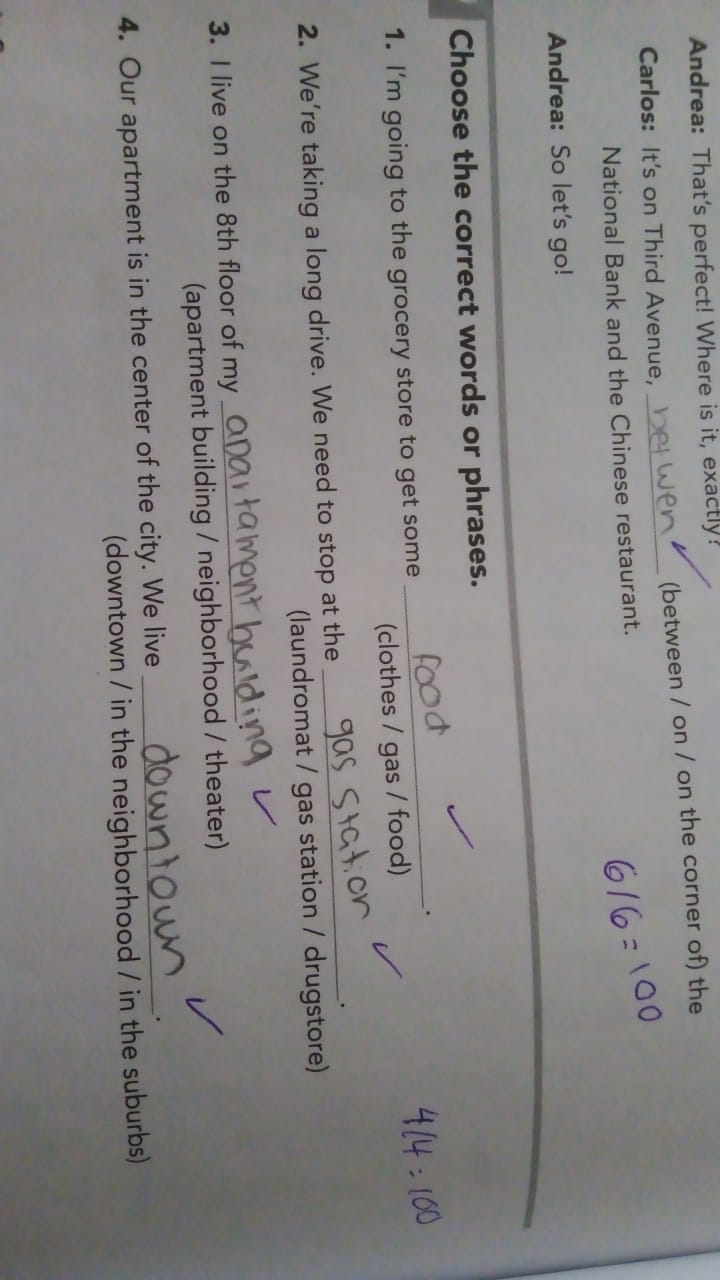 Andrea: That's perfect! Where is it, exactly?
Carlos: It's on Third Avenue, betwen ✓ (between / on / on the corner of) the
National Bank and the Chinese restaurant.
6/6=100
Andrea: So let's go!
Choose the correct words or phrases.
4/4=100
1. I'm going to the grocery store to get some food. ✓
(clothes / gas / food)
2. We're taking a long drive. We need to stop at the gas station. ✓
(laundromat / gas station / drugstore)
3. I live on the 8th floor of my apartament building. ✓
(apartment building / neighborhood / theater)
4. Our apartment is in the center of the city. We live downtown. ✓
(downtown / in the neighborhood / in the suburbs)